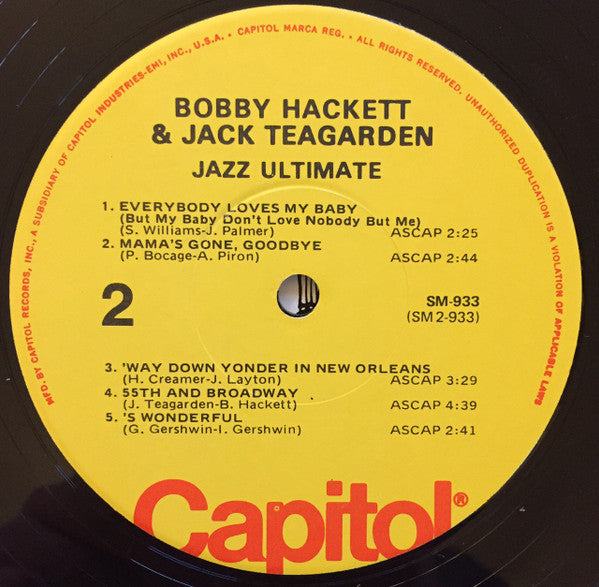 MFD. BY CAPITOL RECORDS, INC., A SUBSIDIARY OF CAPITOL INDUSTRIES-EMI, INC., U.S.A. • CAPITOL MARCA REG. • ALL RIGHTS RESERVED. UNAUTHORIZED DUPLICATION IS A VIOLATION OF APPLICABLE LAWS
BOBBY HACKETT
& JACK TEAGARDEN
JAZZ ULTIMATE
1. EVERYBODY LOVES MY BABY
(But My Baby Don't Love Nobody But Me)
(S. Williams-J. Palmer) ASCAP 2:25
2. MAMA'S GONE, GOODBYE
(P. Bocage-A. Piron) ASCAP 2:44
2
SM-933
(SM2-933)
3. 'WAY DOWN YONDER IN NEW ORLEANS
(H. Creamer-J. Layton) ASCAP 3:29
4. 55TH AND BROADWAY
(J. Teagarden-B. Hackett) ASCAP 4:39
5. 'S WONDERFUL
(G. Gershwin-I. Gershwin) ASCAP 2:41
Capitol®